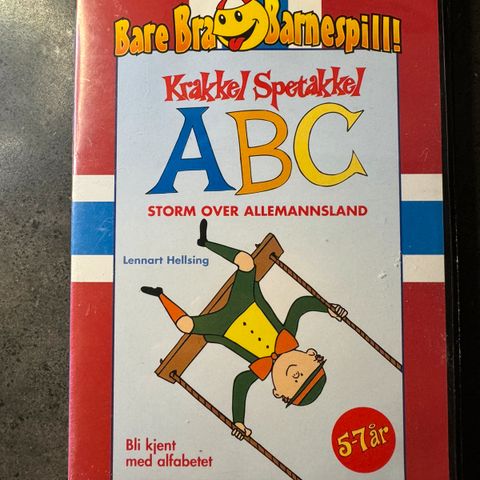 Bare Bra Barnespill!
Krakkel Spetakkel
ABC
STORM OVER ALLEMANNSLAND
Lennart Hellsing
5-7 år
Bli kjent
med alfabetet